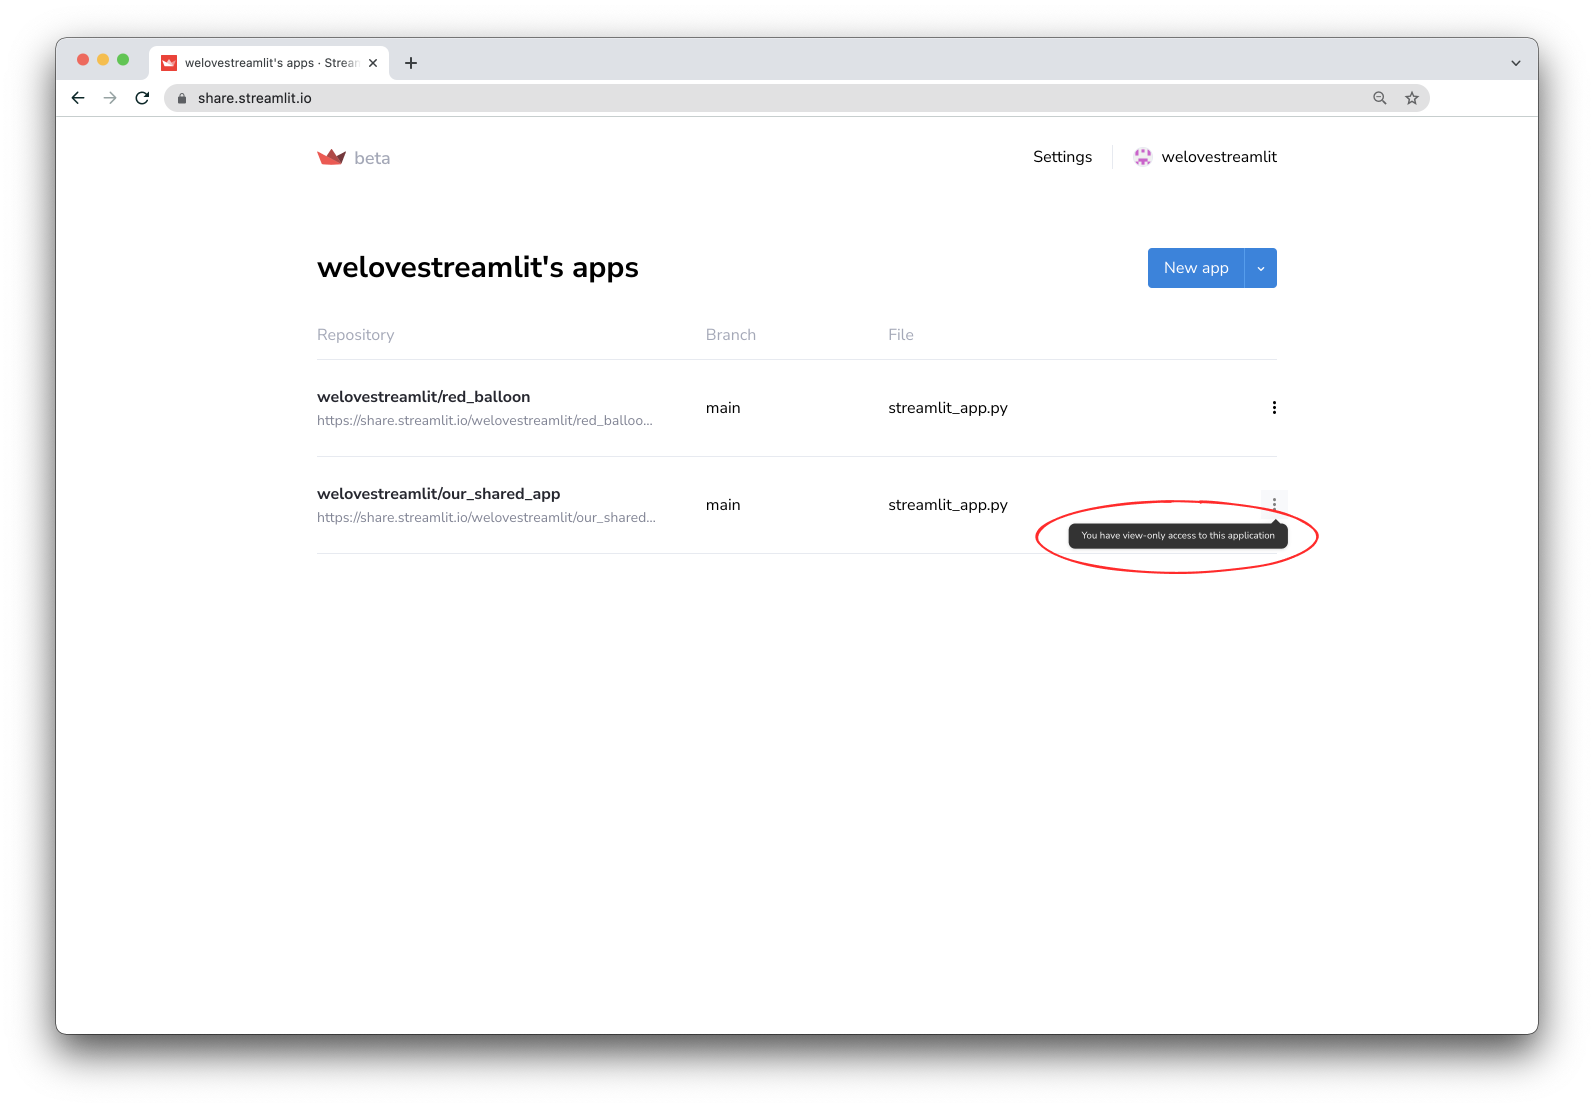 welovestreamlit's apps · Strear
share.streamlit.io
beta
Settings
welovestreamlit
welovestreamlit's apps
New app
Repository Branch File
welovestreamlit/red_balloon
https://share.streamlit.io/welovestreamlit/red_balloo...
main
streamlit_app.py
welovestreamlit/our_shared_app
https://share.streamlit.io/welovestreamlit/our_shared...
main
streamlit_app.py
You have view-only access to this application